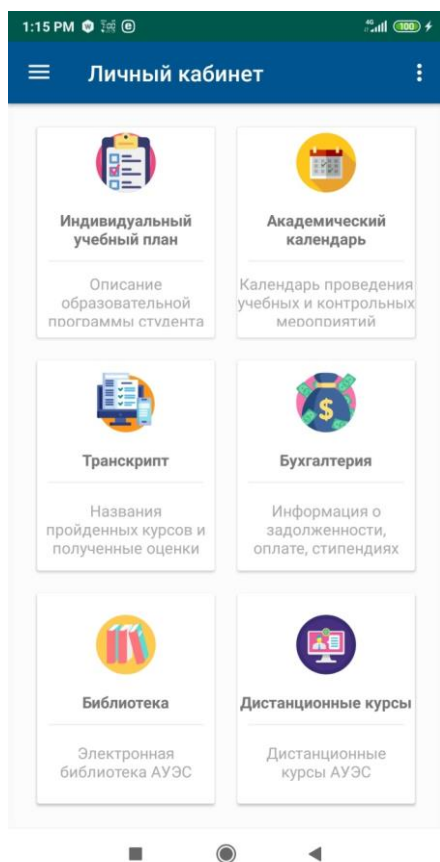 1:15 PM
4G
100
Личный кабинет
Индивидуальный
учебный план
Описание
образовательной
программы студента
Академический
календарь
Календарь проведения
учебных и контрольных
мероприятий
Транскрипт
Названия
пройденных курсов и
полученные оценки
Бухгалтерия
Информация о
задолженности,
оплате, стипендиях
Библиотека
Электронная
библиотека АУЭС
Дистанционные курсы
Дистанционные
курсы АУЭС